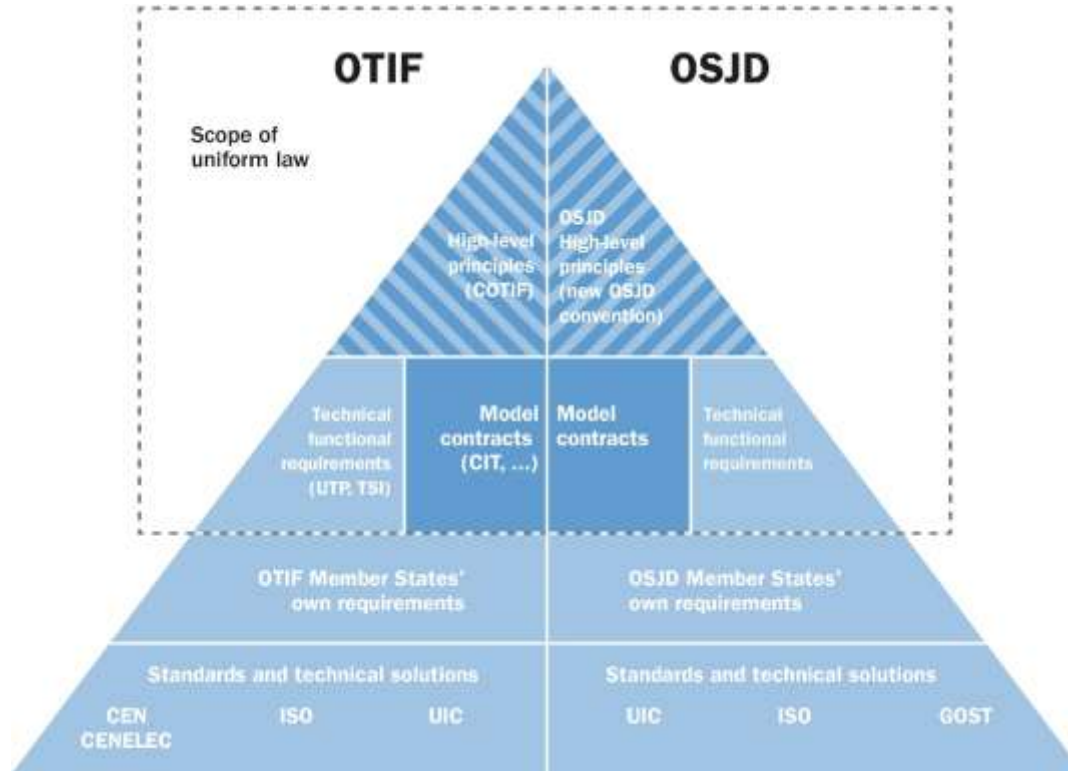 OTIF
OSJD
Scope of
uniform law
High-level
principles
(COTIF)
OSJD
High-level
principles
(new OSJD
convention)
Technical
functional
requirements
(UTP, TSI)
Model
contracts
(CIT, ...)
Model
contracts
Technical
functional
requirements
OTIF Member States'
own requirements
OSJD Member States'
own requirements
Standards and technical solutions
CEN
CENELEC
ISO
UIC
Standards and technical solutions
UIC
ISO
GOST